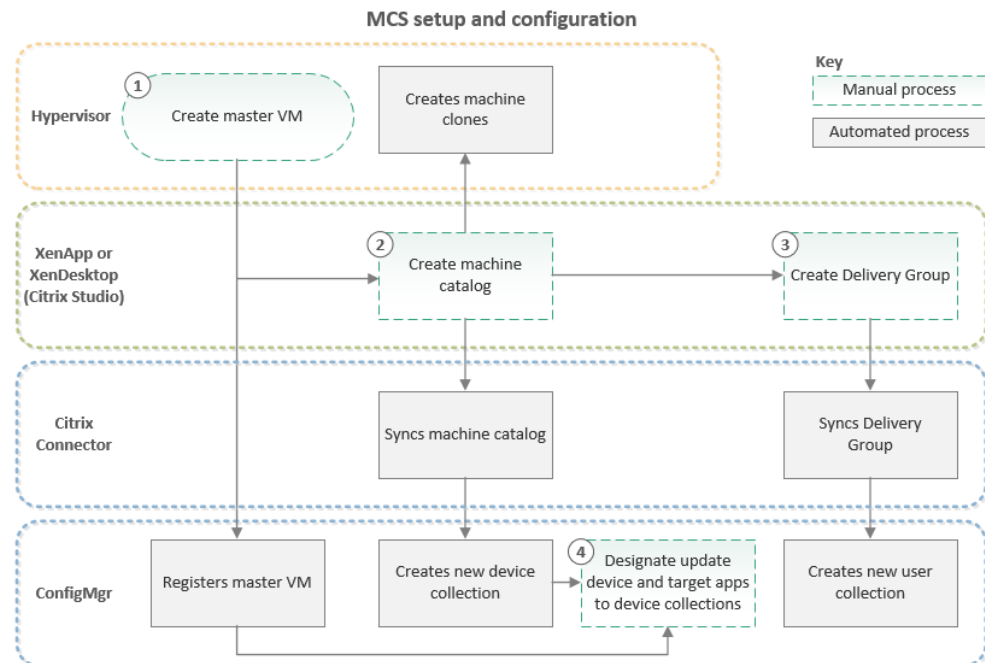 MCS setup and configuration
Key
Manual process
Automated process
Hypervisor
1
Create master VM
Creates machine
clones
XenApp or
XenDesktop
(Citrix Studio)
2
Create machine
catalog
3
Create Delivery Group
Citrix
Connector
Syncs machine catalog
Syncs Delivery
Group
ConfigMgr
Registers master VM
Creates new device
collection
4
Designate update
device and target apps
to device collections
Creates new user
collection